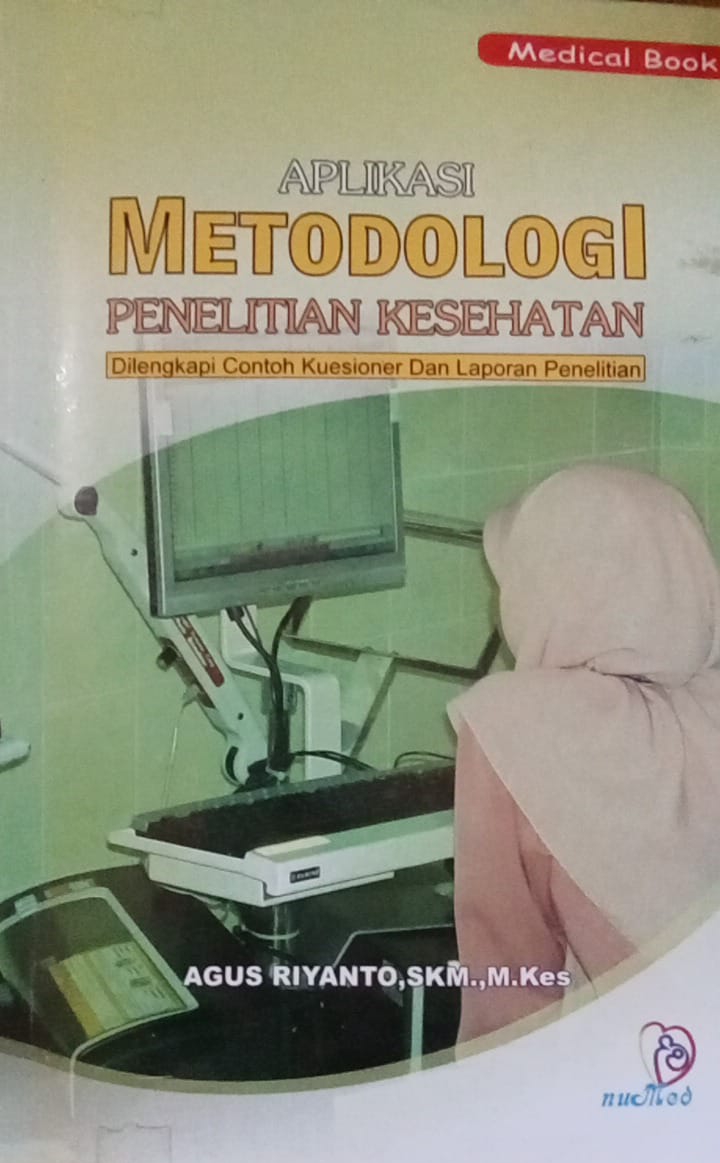 Medical Book
APLIKASI
METODOLOGI
PENELITIAN KESEHATAN
Dilengkapi Contoh Kuesioner Dan Laporan Penelitian
AGUS RIYANTO,SKM.,M.Kes
nuMed